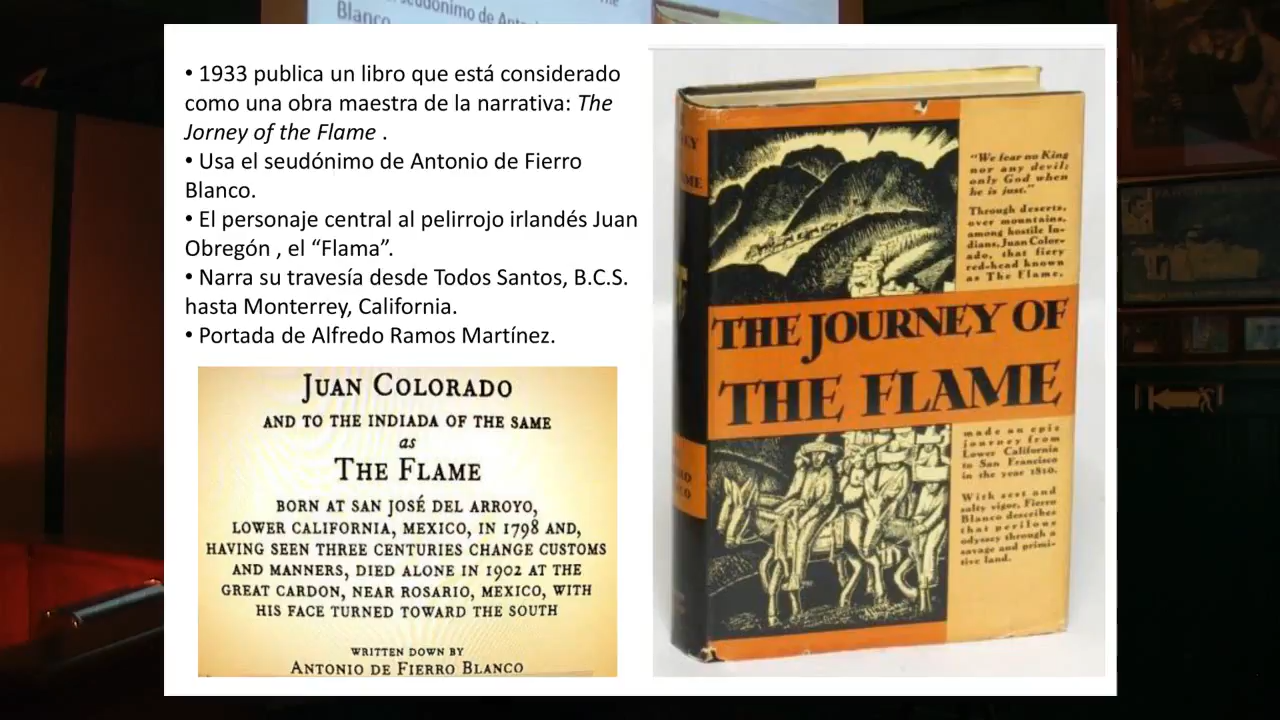 Blanco
• 1933 publica un libro que está considerado
como una obra maestra de la narrativa: The
Jorney of the Flame .
• Usa el seudónimo de Antonio de Fierro
Blanco.
• El personaje central al pelirrojo irlandés Juan
Obregón , el “Flama”.
• Narra su travesía desde Todos Santos, B.C.S.
hasta Monterrey, California.
• Portada de Alfredo Ramos Martínez.
JUAN COLORADO
AND TO THE INDIADA OF THE SAME
as
THE FLAME
BORN AT SAN JOSÉ DEL ARROYO,
LOWER CALIFORNIA, MEXICO, IN 1798 AND,
HAVING SEEN THREE CENTURIES CHANGE CUSTOMS
AND MANNERS, DIED ALONE IN 1902 AT THE
GREAT CARDON, NEAR ROSARIO, MEXICO, WITH
HIS FACE TURNED TOWARD THE SOUTH
WRITTEN DOWN BY
ANTONIO DE FIERRO BLANCO
"We fear no King
nor any devil;
only God when
he is just."
Through deserts,
over mountains,
among hostile In-
dians, Juan Color-
ado, that fiery
red-head known
as The Flame,
THE JOURNEY OF
THE FLAME
made an epic
journey from
Lower California
to San Francisco
in the year 1810.
With zest and
salty vigor, Fierro
Blanco describes
that perilous
odyssey through a
savage and primi-
tive land.